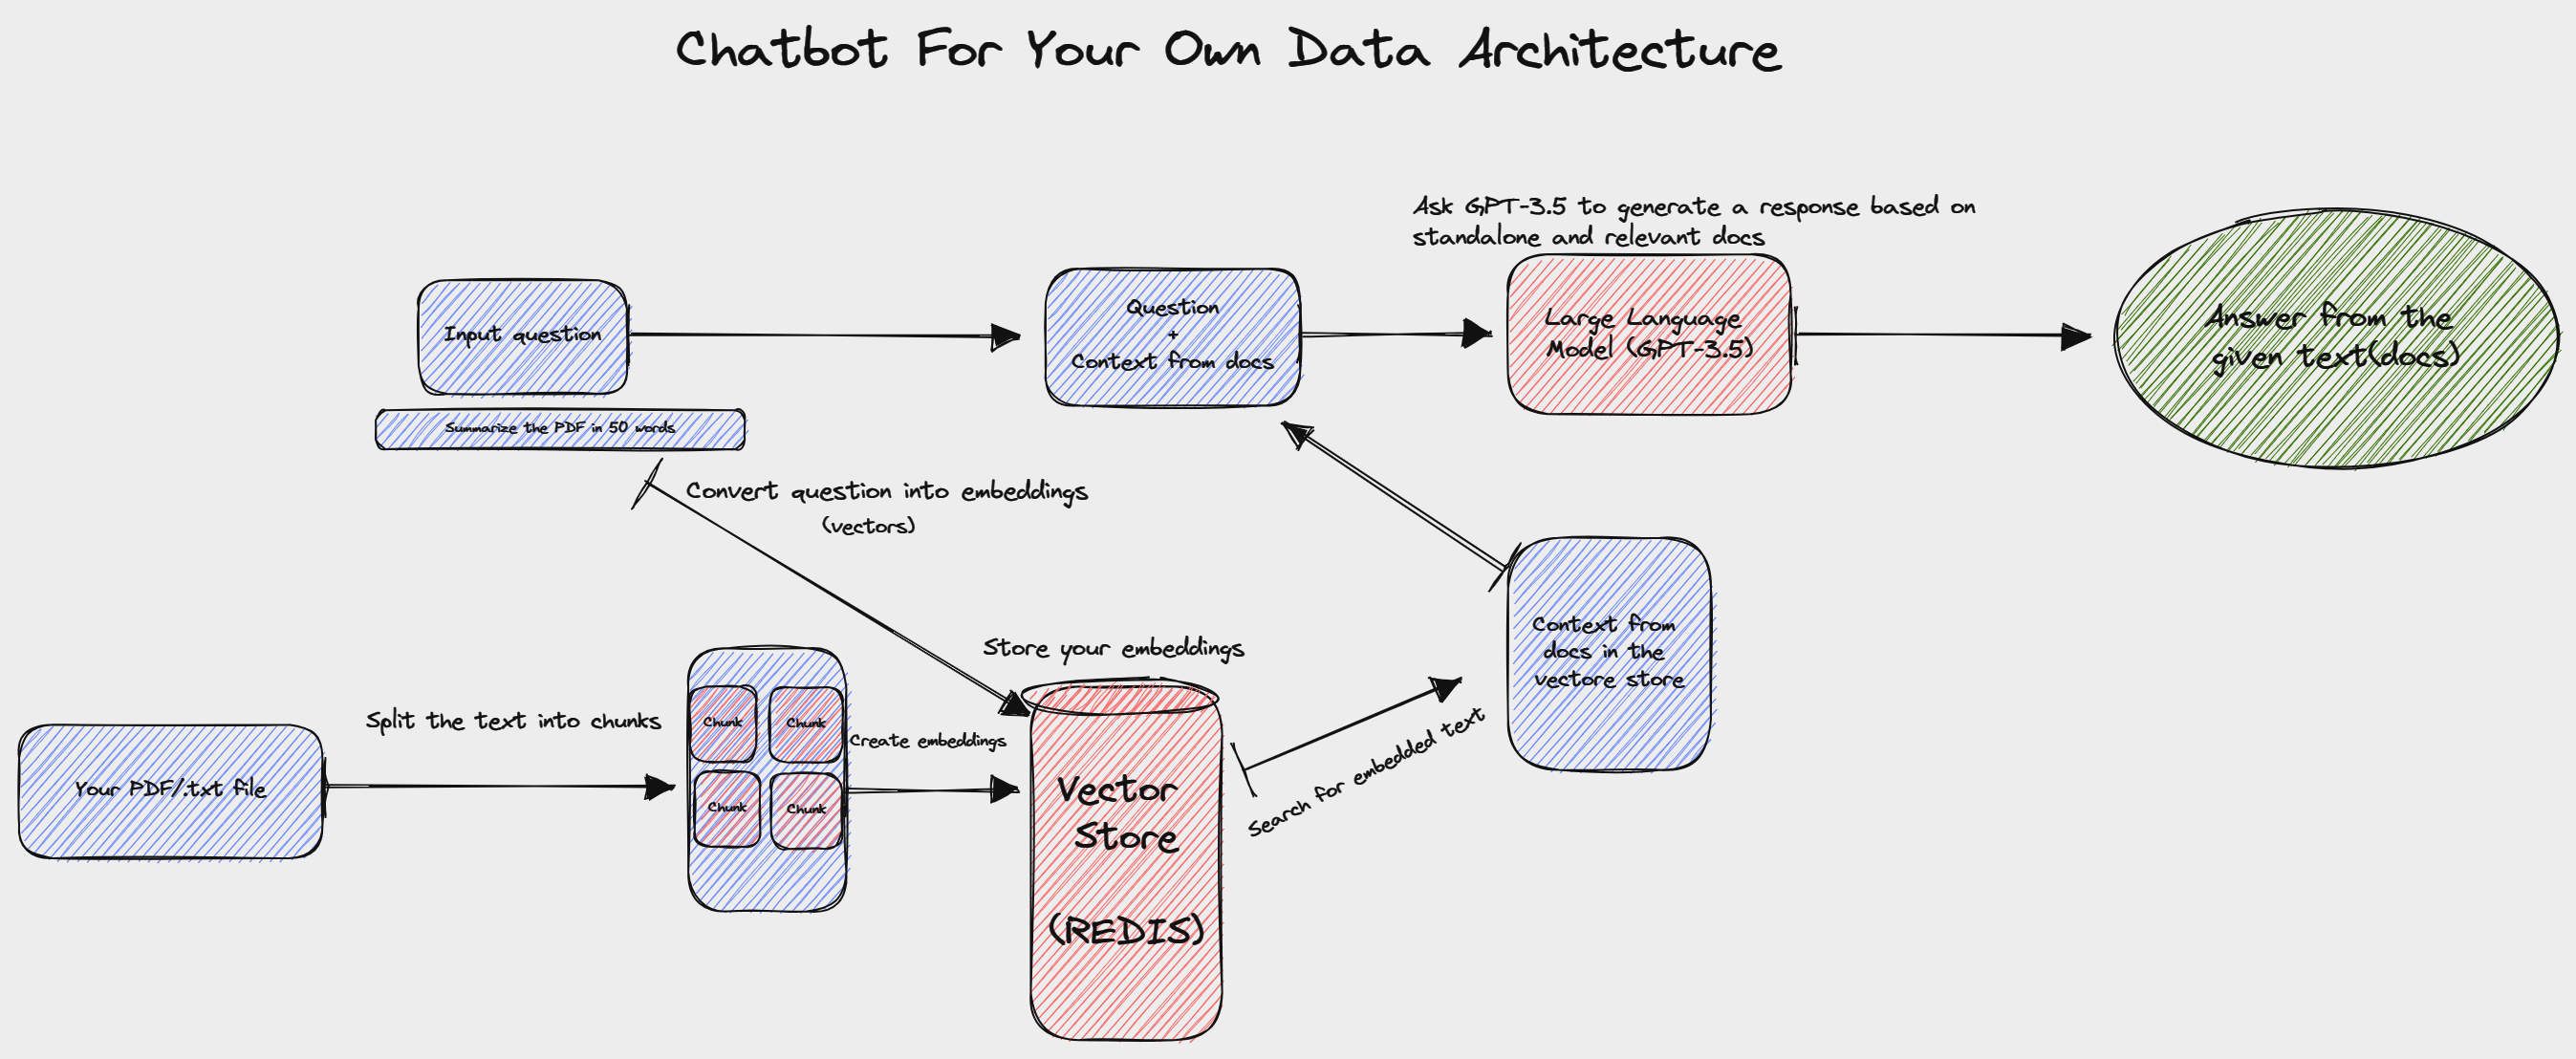 Chatbot For Your Own Data Architecture
Ask GPT-3.5 to generate a response based on
standalone and relevant docs
Input question
Summarize the PDF in 50 words
Question
+
Context from docs
Large Language
Model (GPT-3.5)
Answer from the
given text(docs)
Convert question into embeddings
(vectors)
Your PDF/.txt file
Split the text into chunks
Chunk
Chunk
Chunk
Chunk
Create embeddings
Store your embeddings
Vector
Store
(REDIS)
Search for embedded text
Context from
docs in the
vectore store